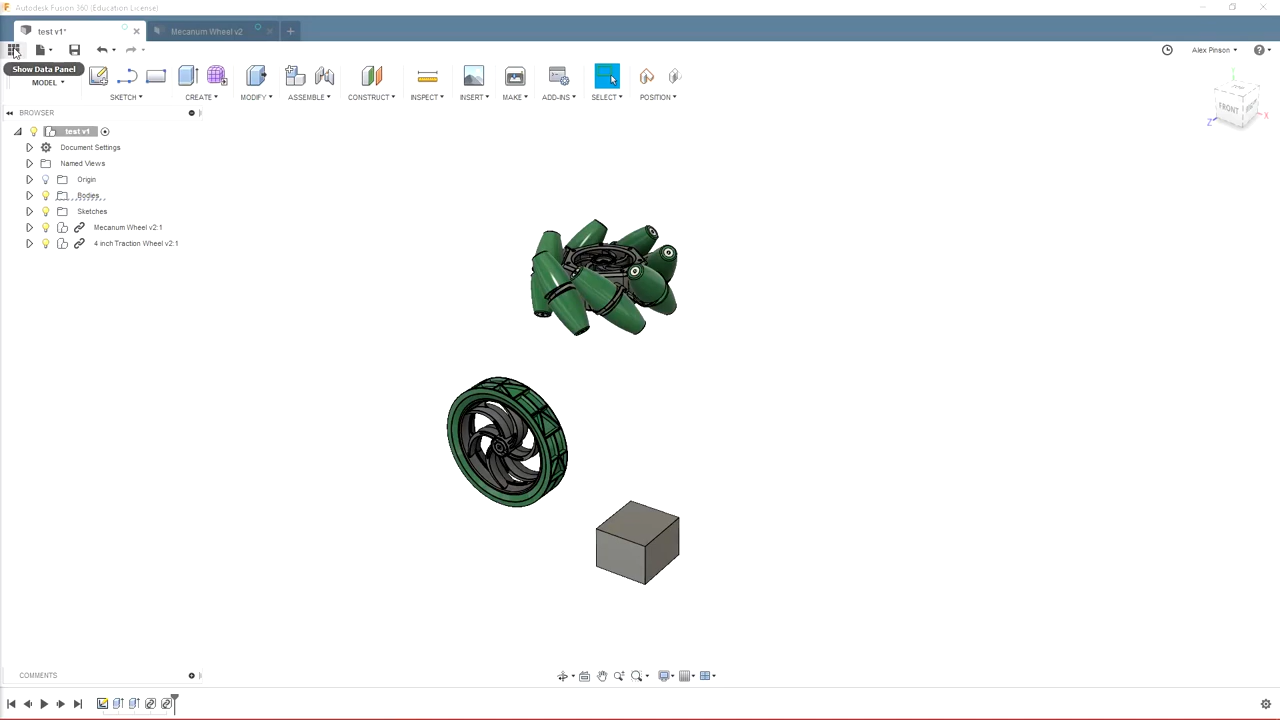 Autodesk Fusion 360 (Education License)
test v1*
Mecanum Wheel v2
Alex Pinson
Show Data Panel
MODEL
SKETCH
CREATE
MODIFY
ASSEMBLE
CONSTRUCT
INSPECT
INSERT
MAKE
ADD-INS
SELECT
POSITION
FRONT
Z
X
BROWSER
test v1
Document Settings
Named Views
Origin
Bodies
Sketches
Mecanum Wheel v2:1
4 inch Traction Wheel v2:1
COMMENTS